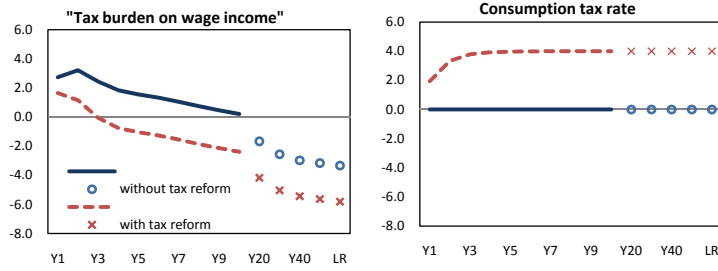 "Tax burden on wage income"
6.0
4.0
2.0
0.0
-2.0
-4.0
-6.0
-8.0
without tax reform
with tax reform
Y1 Y3 Y5 Y7 Y9 Y20 Y40 LR
Consumption tax rate
6.0
4.0
2.0
0.0
-2.0
-4.0
-6.0
-8.0
Y1 Y3 Y5 Y7 Y9 Y20 Y40 LR